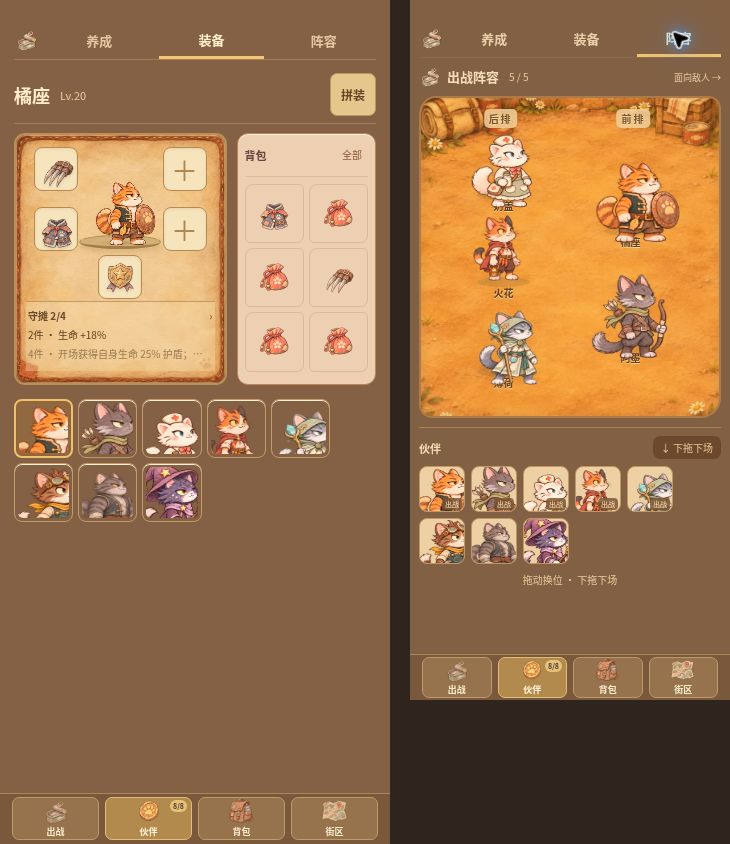 养成 装备 阵容
橘座 Lv.20 拼装
背包 全部
守摊 2/4 ›
2件 · 生命 +18%
4件 · 开场获得自身生命 25% 护盾；…
出战 伙伴 8/8 背包 街区
养成 装备
出战阵容 5 / 5 面向敌人 →
后排 前排
橘座
火花
阿墨
薄荷
伙伴 ↓ 下拖下场
出战 出战 出战 出战 出战
拖动换位 · 下拖下场
出战 伙伴 8/8 背包 街区